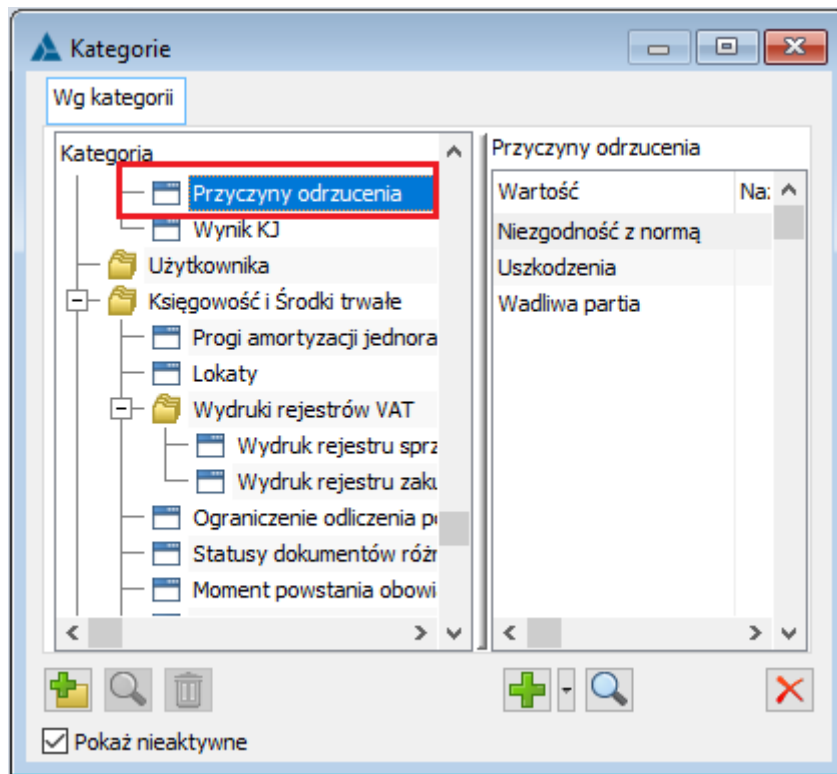 Kategorie
Wg kategorii
Kategoria
Przyczyny odrzucenia
Wynik KJ
Użytkownika
Księgowość i Środki trwałe
Progi amortyzacji jednora
Lokaty
Wydruki rejestrów VAT
Wydruk rejestru sprz
Wydruk rejestru zaku
Ograniczenie odliczenia po
Statusy dokumentów różn
Moment powstania obowi
Przyczyny odrzucenia
Wartość Na:
Niezgodność z normą
Uszkodzenia
Wadliwa partia
Pokaż nieaktywne